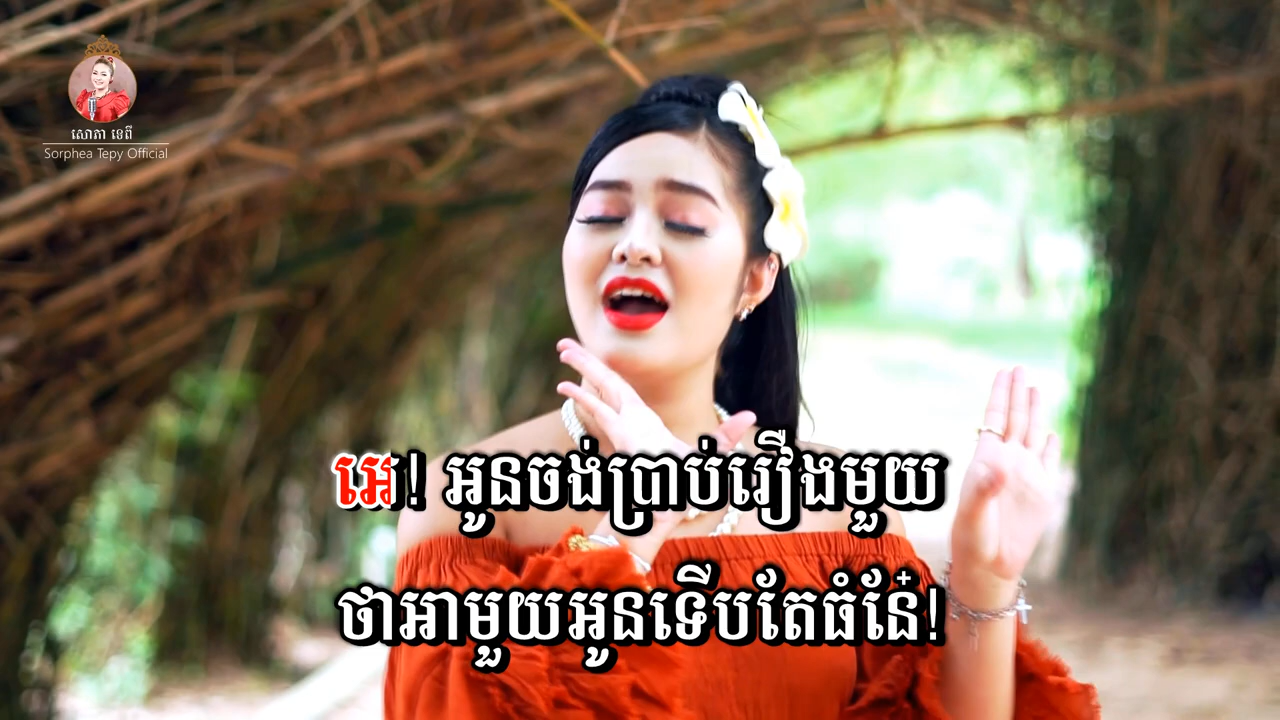 សោភា ទេពី
Sorphea Tepy Official
អេ! អូនចង់ប្រាប់រឿងមួយ
ថាអាមួយអូនទើបតែធំន៎ែ!